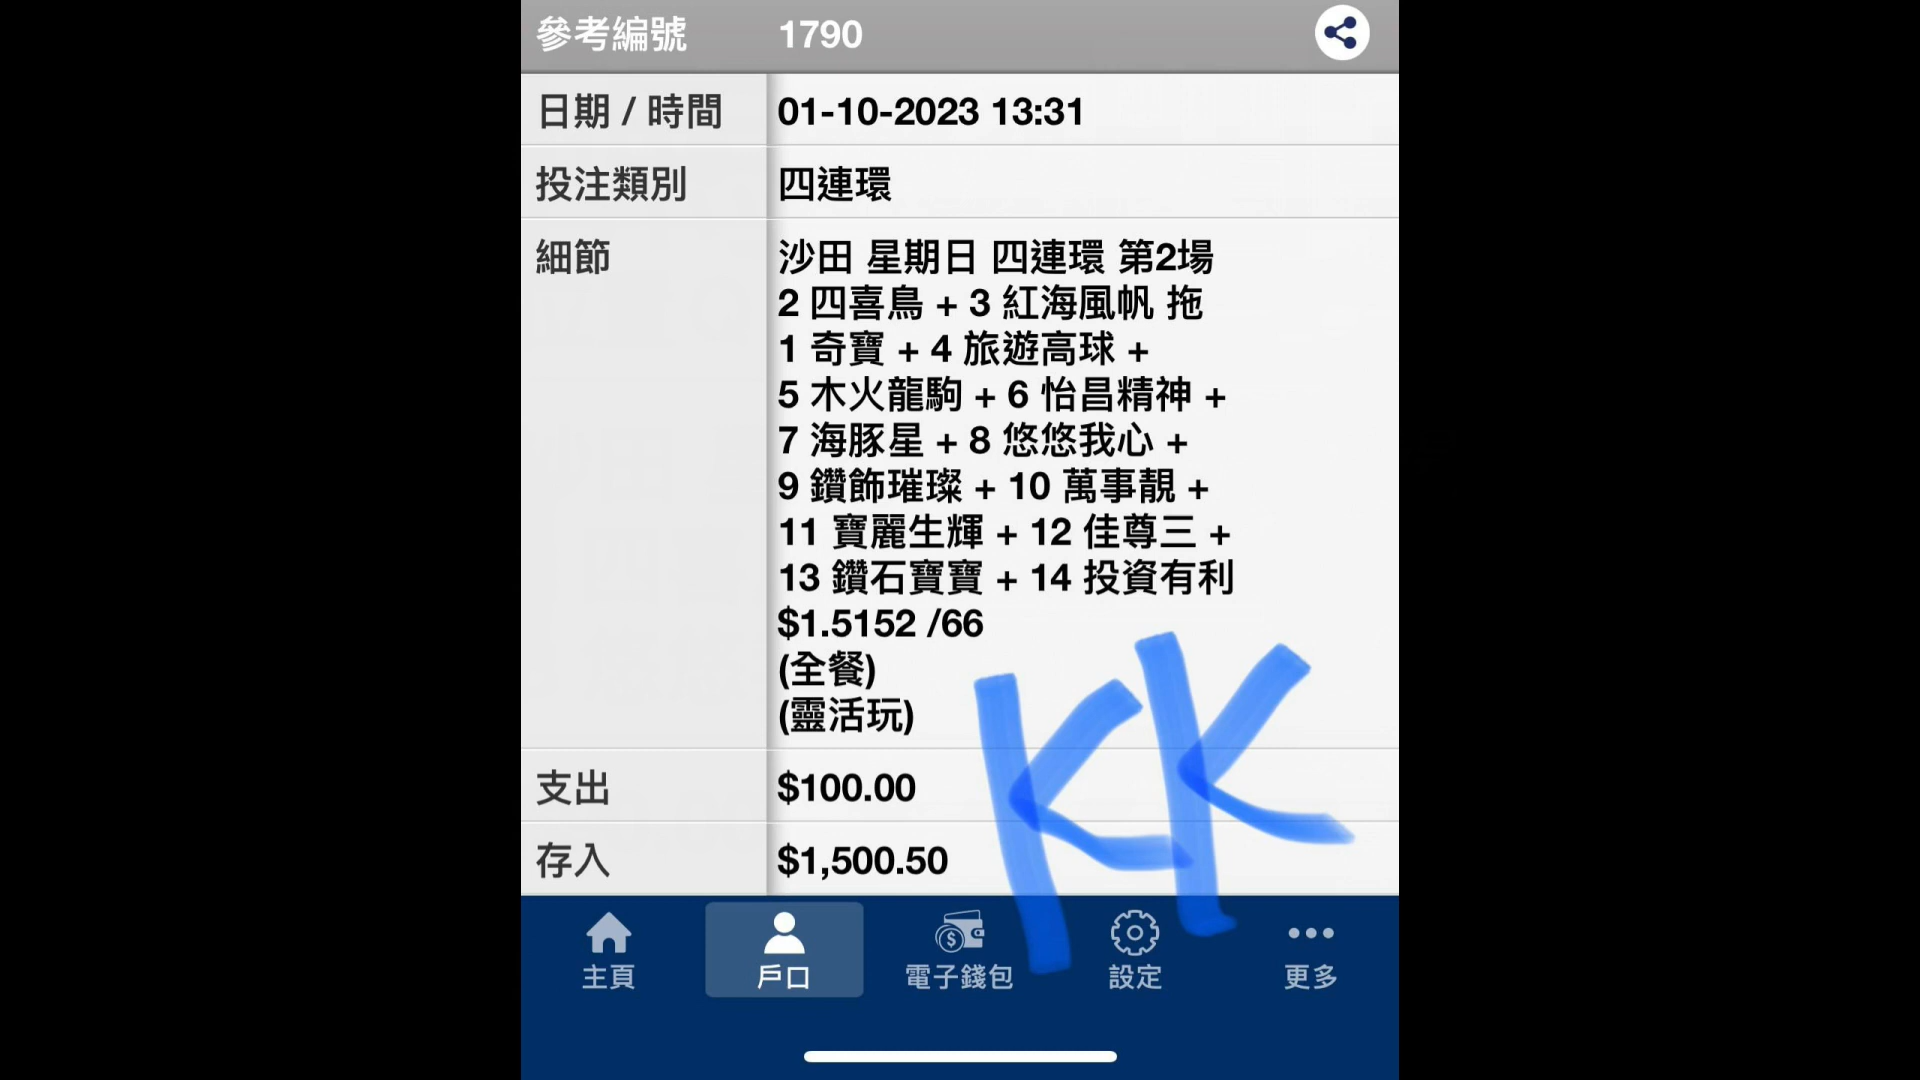 參考編號 1790
日期 / 時間 01-10-2023 13:31
投注類別 四連環
細節 沙田 星期日 四連環 第2場
2 四喜鳥 + 3 紅海風帆 拖
1 奇寶 + 4 旅遊高球 +
5 木火龍駒 + 6 怡昌精神 +
7 海豚星 + 8 悠悠我心 +
9 鑽飾璀璨 + 10 萬事靚 +
11 寶麗生輝 + 12 佳尊三 +
13 鑽石寶寶 + 14 投資有利
$1.5152 /66
(全餐)
(靈活玩)
KK
支出 $100.00
存入 $1,500.50
主頁 戶口 電子錢包 設定 更多